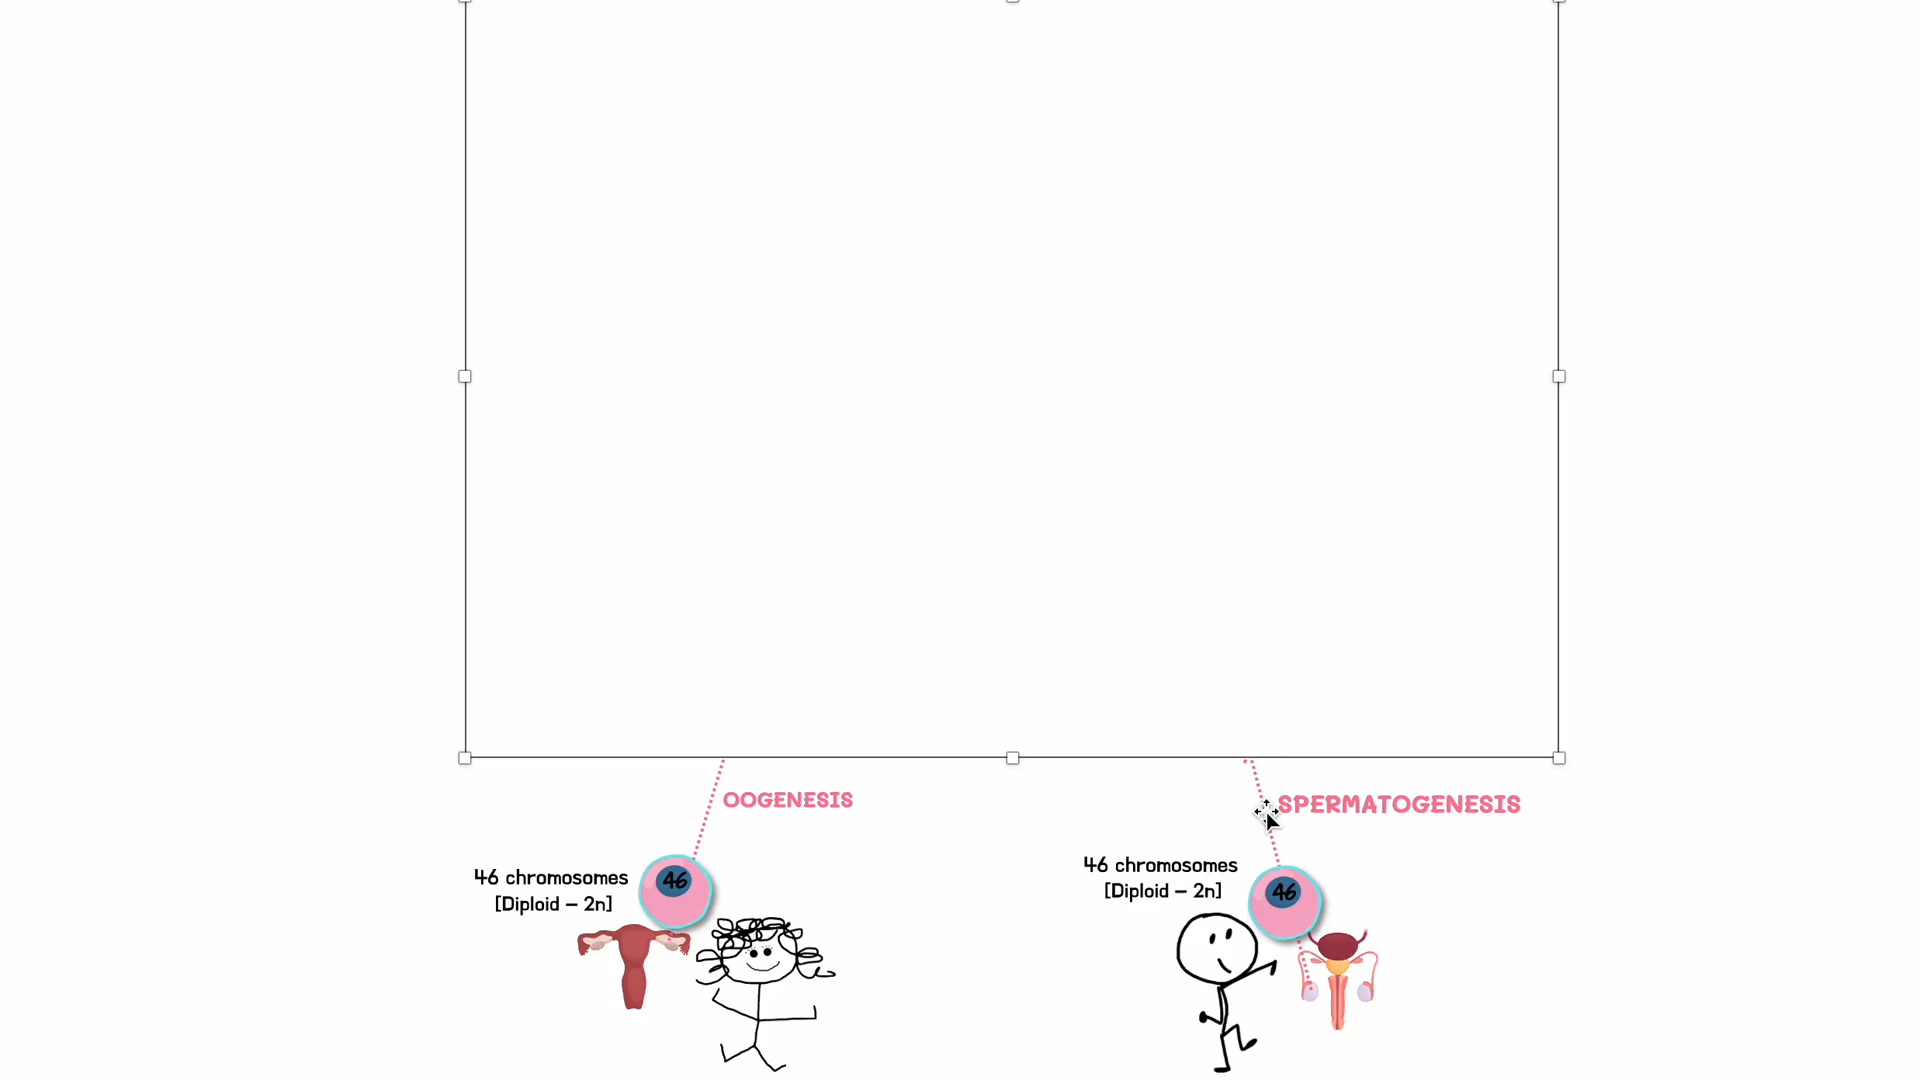 OOGENESIS
SPERMATOGENESIS
46 chromosomes
[Diploid – 2n]
46
46 chromosomes
[Diploid – 2n]
46